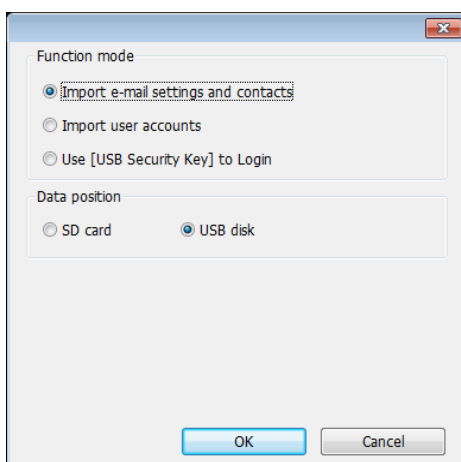 Function mode
Import e-mail settings and contacts
Import user accounts
Use [USB Security Key] to Login
Data position
SD card USB disk
OK Cancel